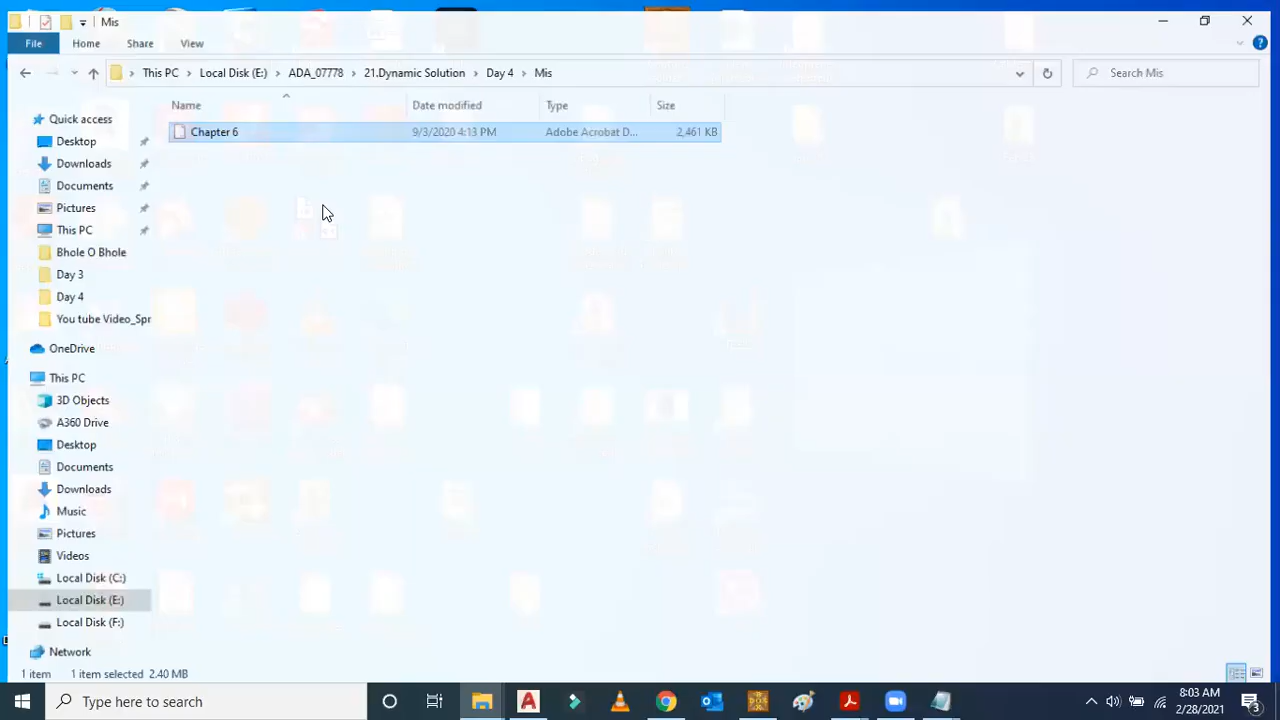 Mis
File Home Share View
This PC > Local Disk (E:) > ADA_07778 > 21.Dynamic Solution > Day 4 > Mis
Search Mis
Name Date modified Type Size
Chapter 6 9/3/2020 4:13 PM Adobe Acrobat D... 2,461 KB
Quick access
Desktop
Downloads
Documents
Pictures
This PC
Bhole O Bhole
Day 3
Day 4
You tube Video_Spr
OneDrive
This PC
3D Objects
A360 Drive
Desktop
Documents
Downloads
Music
Pictures
Videos
Local Disk (C:)
Local Disk (E:)
Local Disk (F:)
Network
1 item 1 item selected 2.40 MB
Type here to search
8:03 AM
2/28/2021
3